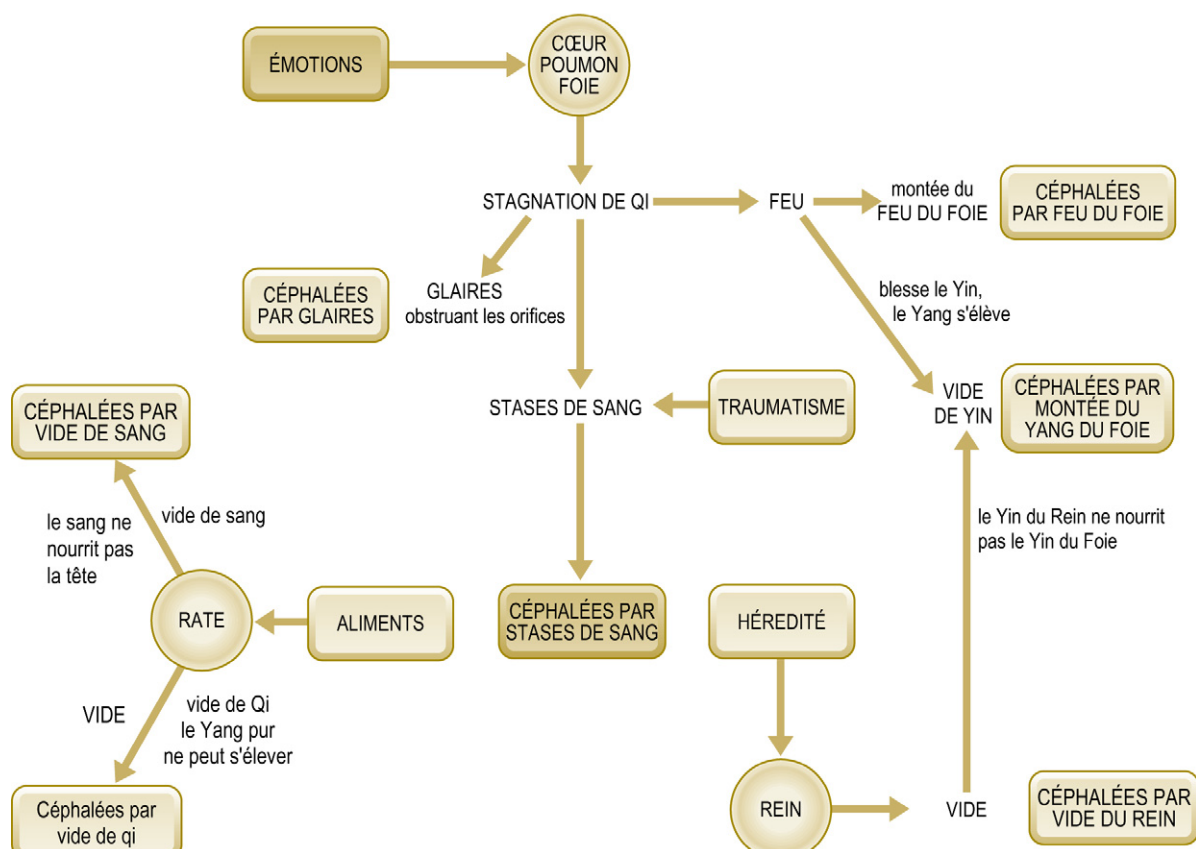 ÉMOTIONS
CŒUR
POUMON
FOIE
STAGNATION DE QI
FEU
montée du
FEU DU FOIE
CÉPHALÉES
PAR FEU DU FOIE
CÉPHALÉES
PAR GLAIRES
GLAIRES
obstruant les orifices
blesse le Yin,
le Yang s'élève
CÉPHALÉES PAR
VIDE DE SANG
STASES DE SANG
TRAUMATISME
VIDE
DE YIN
CÉPHALÉES PAR
MONTÉE DU
YANG DU FOIE
le sang ne
nourrit pas
la tête
vide de sang
le Yin du Rein ne nourrit
pas le Yin du Foie
RATE
ALIMENTS
CÉPHALÉES PAR
STASES DE SANG
HÉREDITÉ
VIDE
vide de Qi
le Yang pur
ne peut s'élever
Céphalées par
vide de qi
REIN
VIDE
CÉPHALÉES PAR
VIDE DU REIN